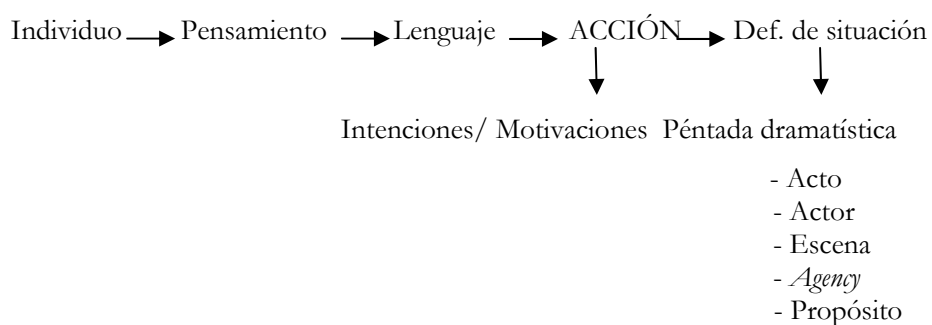 Individuo Pensamiento Lenguaje ACCIÓN Def. de situación
Intenciones/ Motivaciones Péntada dramatística
- Acto
- Actor
- Escena
- Agency
- Propósito